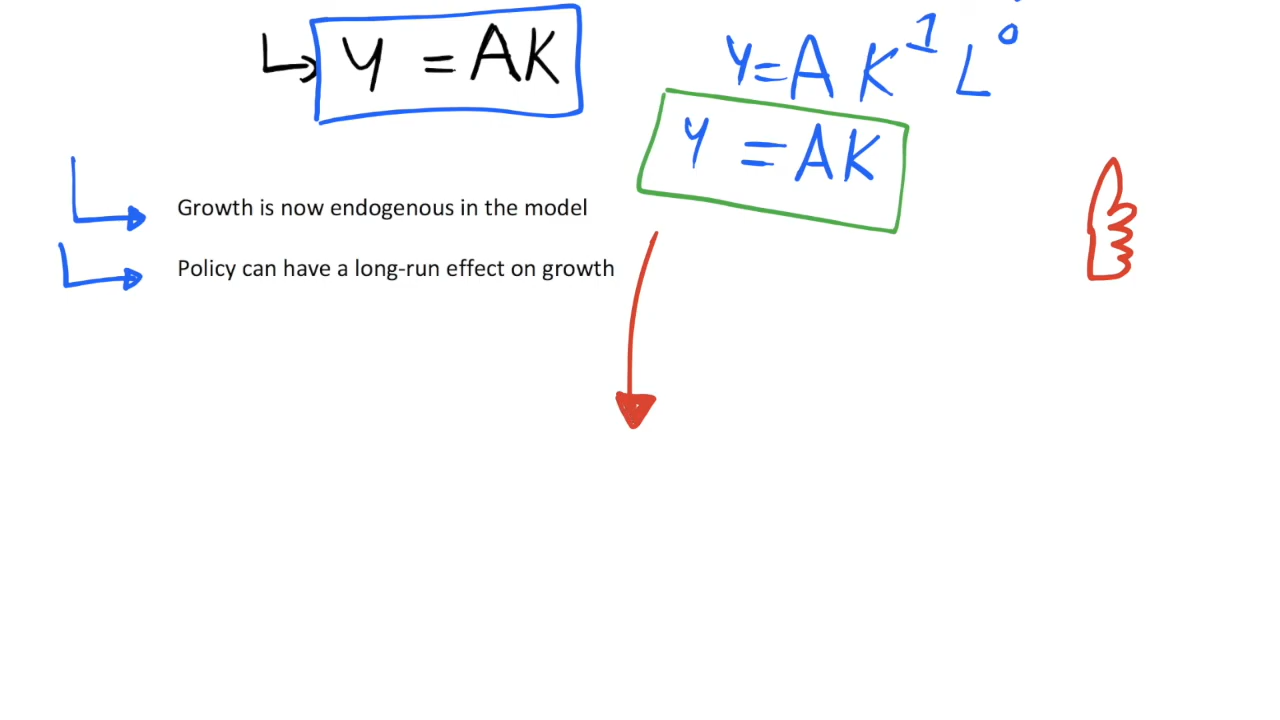 Y = AK
Y = A K¹ L⁰
Y = AK
Growth is now endogenous in the model
Policy can have a long-run effect on growth